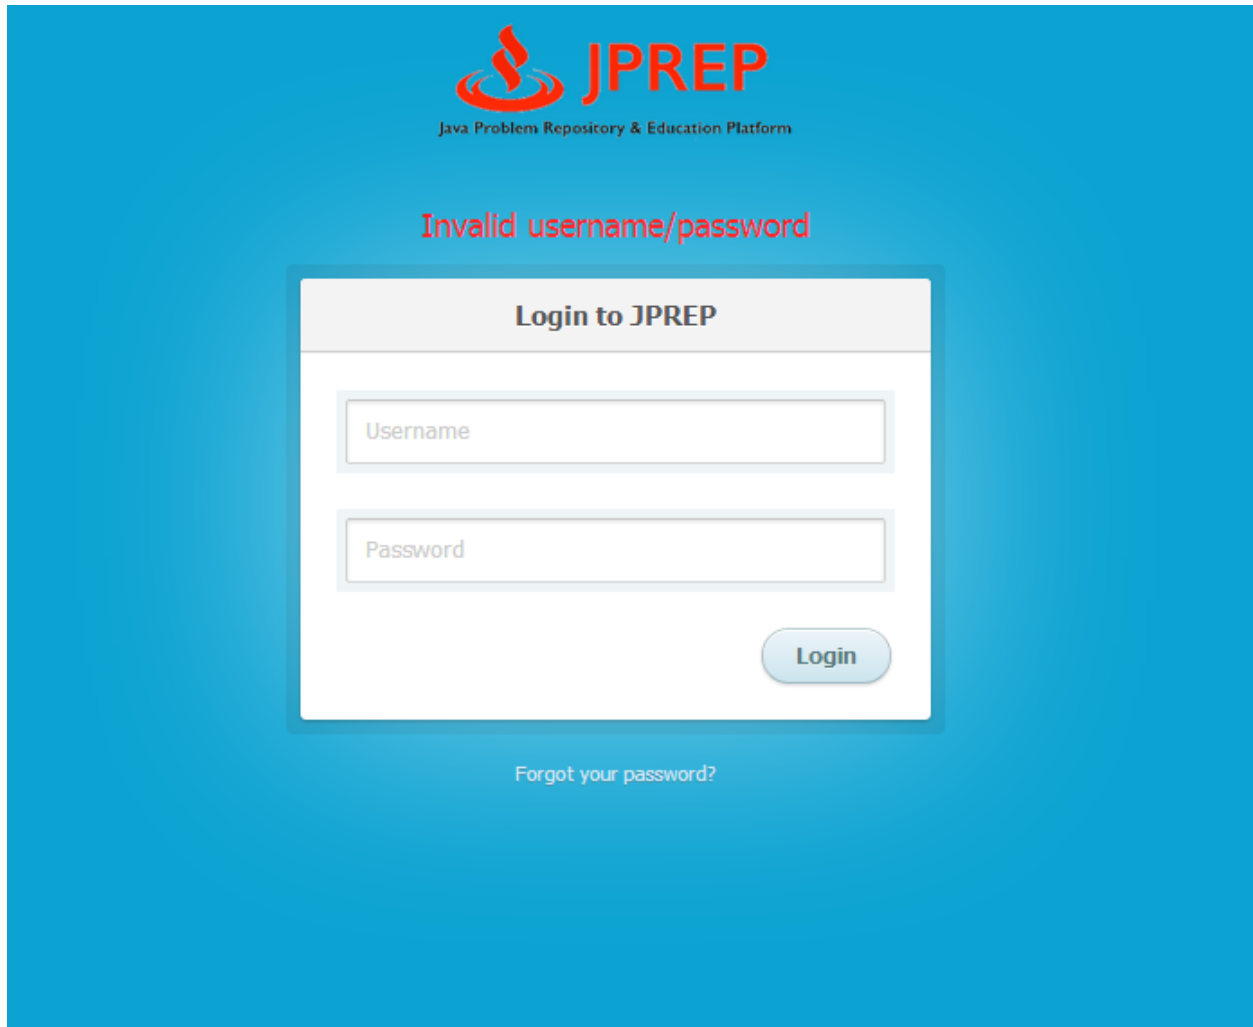 JPREP
Java Problem Repository & Education Platform
Invalid username/password
Login to JPREP
Username
Password
Login
Forgot your password?